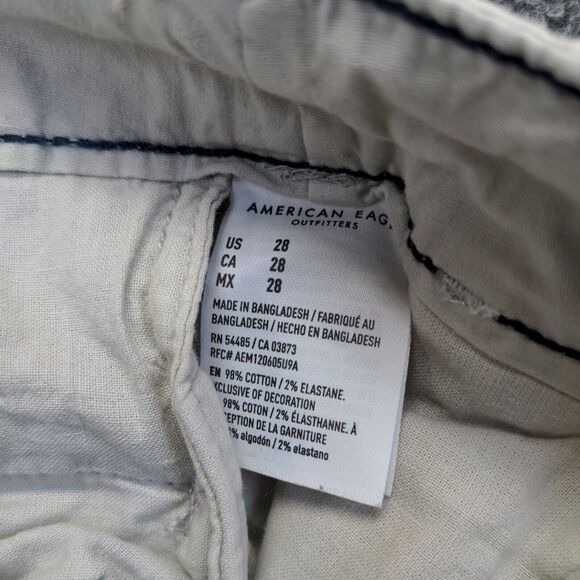 AMERICAN EAG
OUTFITTERS
US 28
CA 28
MX 28
MADE IN BANGLADESH / FABRIQUÉ AU
BANGLADESH / HECHO EN BANGLADESH
RN 54485 / CA 03873
RFC# AEM120605U9A
EN 98% COTTON / 2% ELASTANE.
EXCLUSIVE OF DECORATION
98% COTON / 2% ÉLASTHANNE. À
CEPTION DE LA GARNITURE
% algodón / 2% elastano